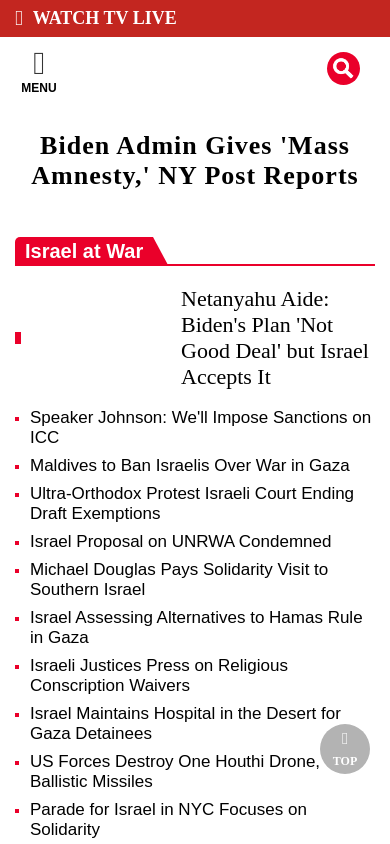 WATCH TV LIVE
MENU
Biden Admin Gives 'Mass
Amnesty,' NY Post Reports
Israel at War
Netanyahu Aide:
Biden's Plan 'Not
Good Deal' but Israel
Accepts It
Speaker Johnson: We'll Impose Sanctions on
ICC
Maldives to Ban Israelis Over War in Gaza
Ultra-Orthodox Protest Israeli Court Ending
Draft Exemptions
Israel Proposal on UNRWA Condemned
Michael Douglas Pays Solidarity Visit to
Southern Israel
Israel Assessing Alternatives to Hamas Rule
in Gaza
Israeli Justices Press on Religious
Conscription Waivers
Israel Maintains Hospital in the Desert for
Gaza Detainees
US Forces Destroy One Houthi Drone,
Ballistic Missiles
TOP
Parade for Israel in NYC Focuses on
Solidarity